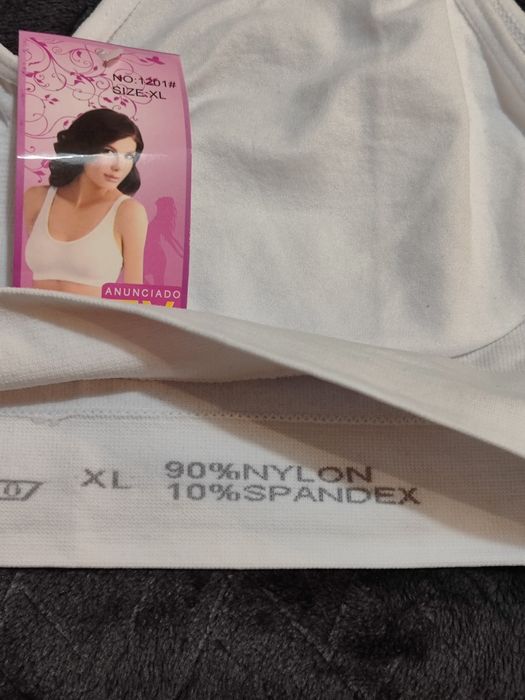 NO:1201#
SIZE:XL
ANUNCIADO
XL
90%NYLON
10%SPANDEX